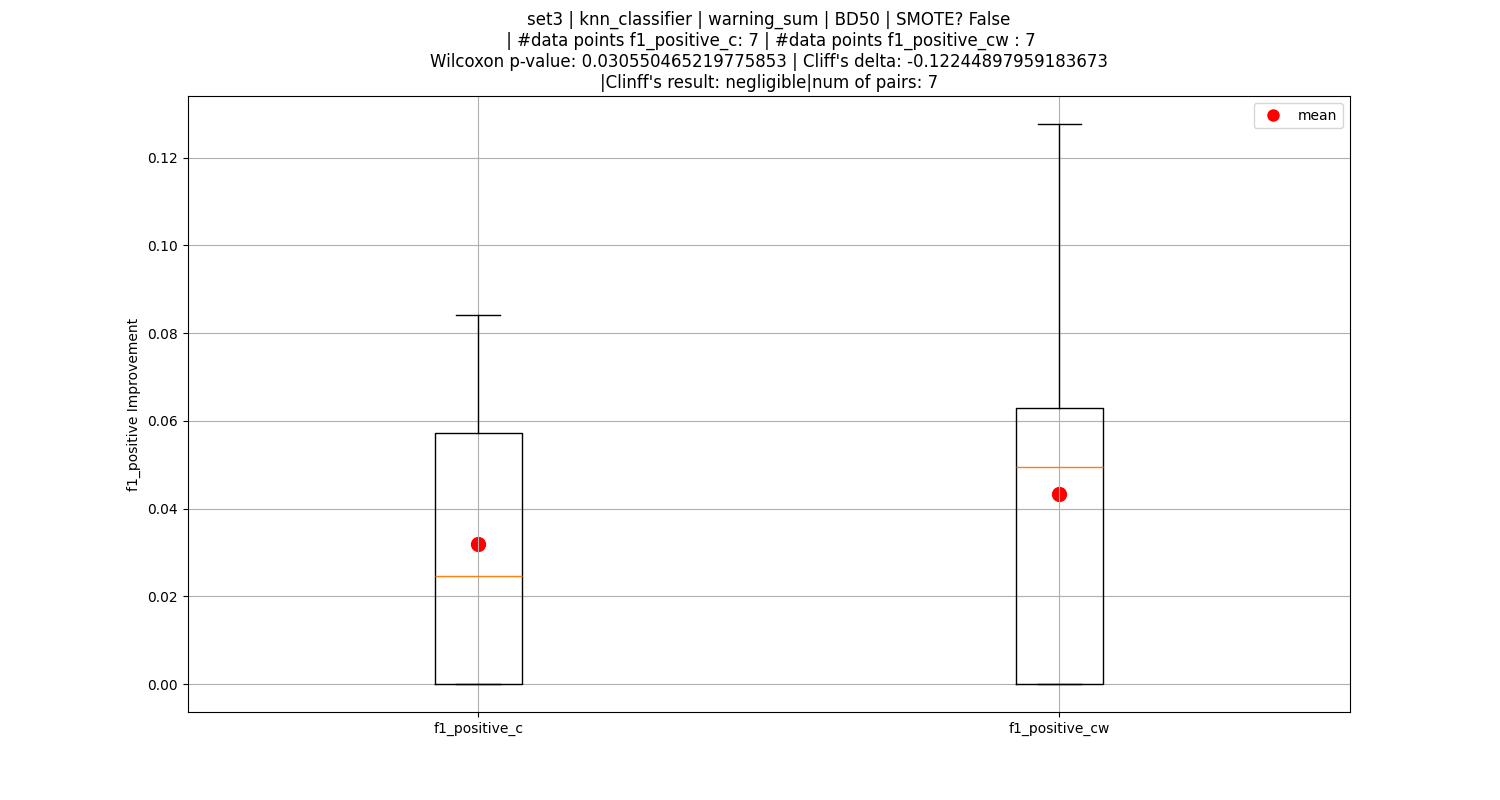 set3 | knn_classifier | warning_sum | BD50 | SMOTE? False
| #data points f1_positive_c: 7 | #data points f1_positive_cw : 7
Wilcoxon p-value: 0.030550465219775853 | Cliff's delta: -0.12244897959183673
|Clinff's result: negligible|num of pairs: 7
mean
0.12
0.10
0.08
0.06
0.04
0.02
0.00
f1_positive Improvement
f1_positive_c
f1_positive_cw